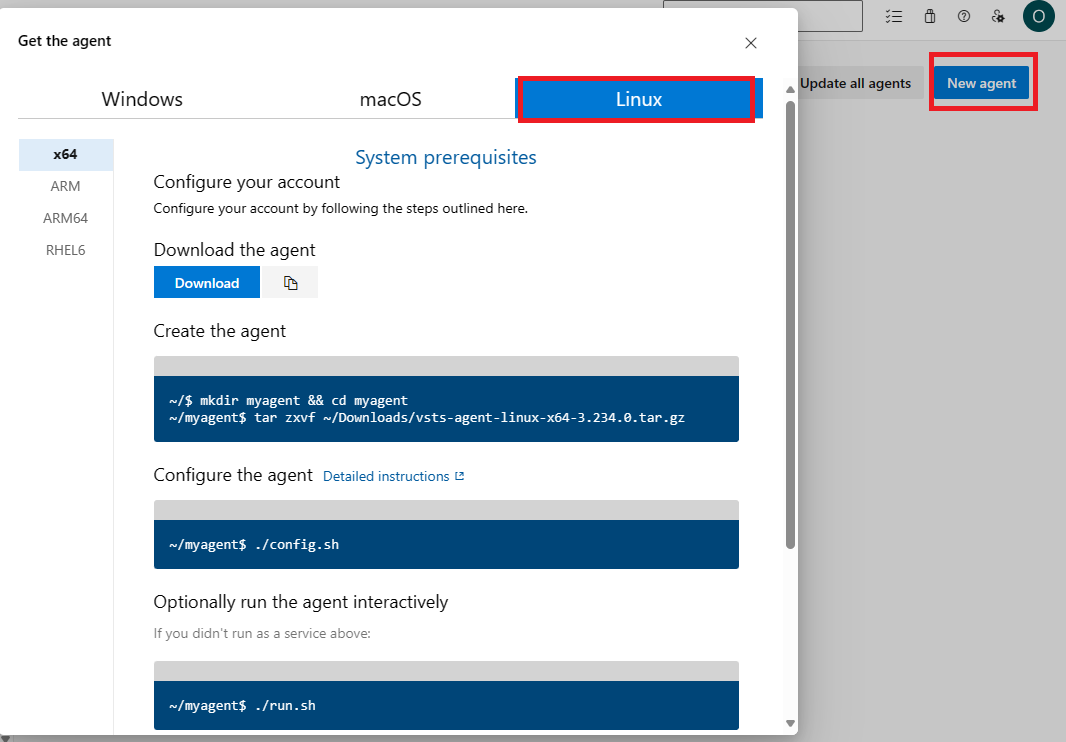 Get the agent
O
Update all agents
New agent
Windows
macOS
Linux
x64
ARM
ARM64
RHEL6
System prerequisites
Configure your account
Configure your account by following the steps outlined here.
Download the agent
Download
Create the agent
~/$ mkdir myagent && cd myagent
~/myagent$ tar zxvf ~/Downloads/vsts-agent-linux-x64-3.234.0.tar.gz
Configure the agent Detailed instructions
~/myagent$ ./config.sh
Optionally run the agent interactively
If you didn't run as a service above:
~/myagent$ ./run.sh